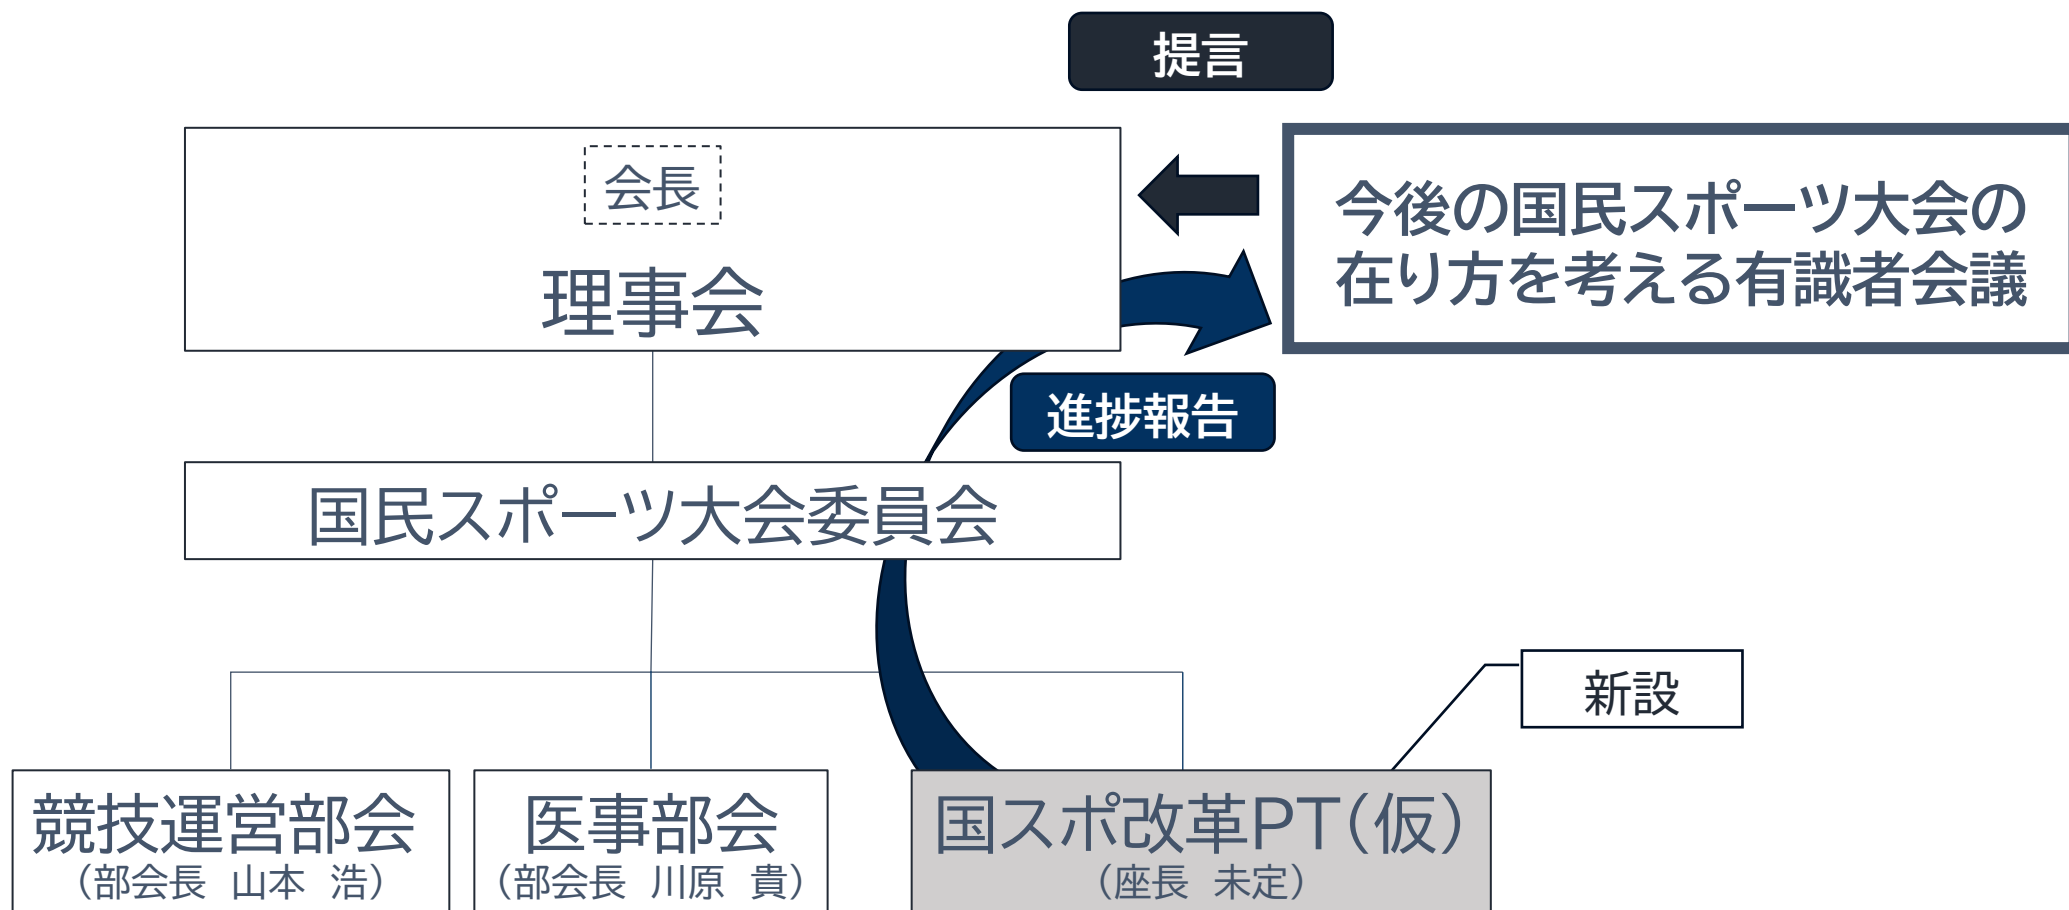 提言
会長
理事会
今後の国民スポーツ大会の
在り方を考える有識者会議
進捗報告
国民スポーツ大会委員会
新設
競技運営部会
（部会長　山本　浩）
医事部会
（部会長　川原　貴）
国スポ改革PT（仮）
（座長　未定）